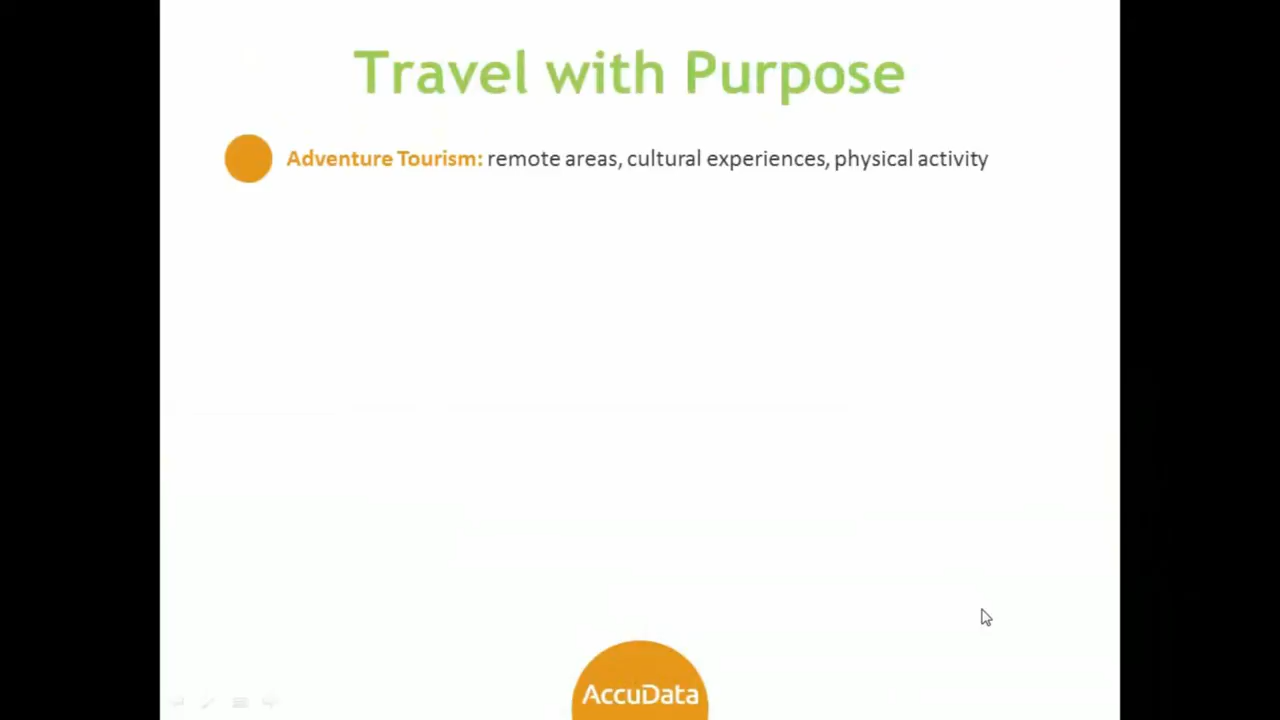 Travel with Purpose
Adventure Tourism: remote areas, cultural experiences, physical activity
AccuData